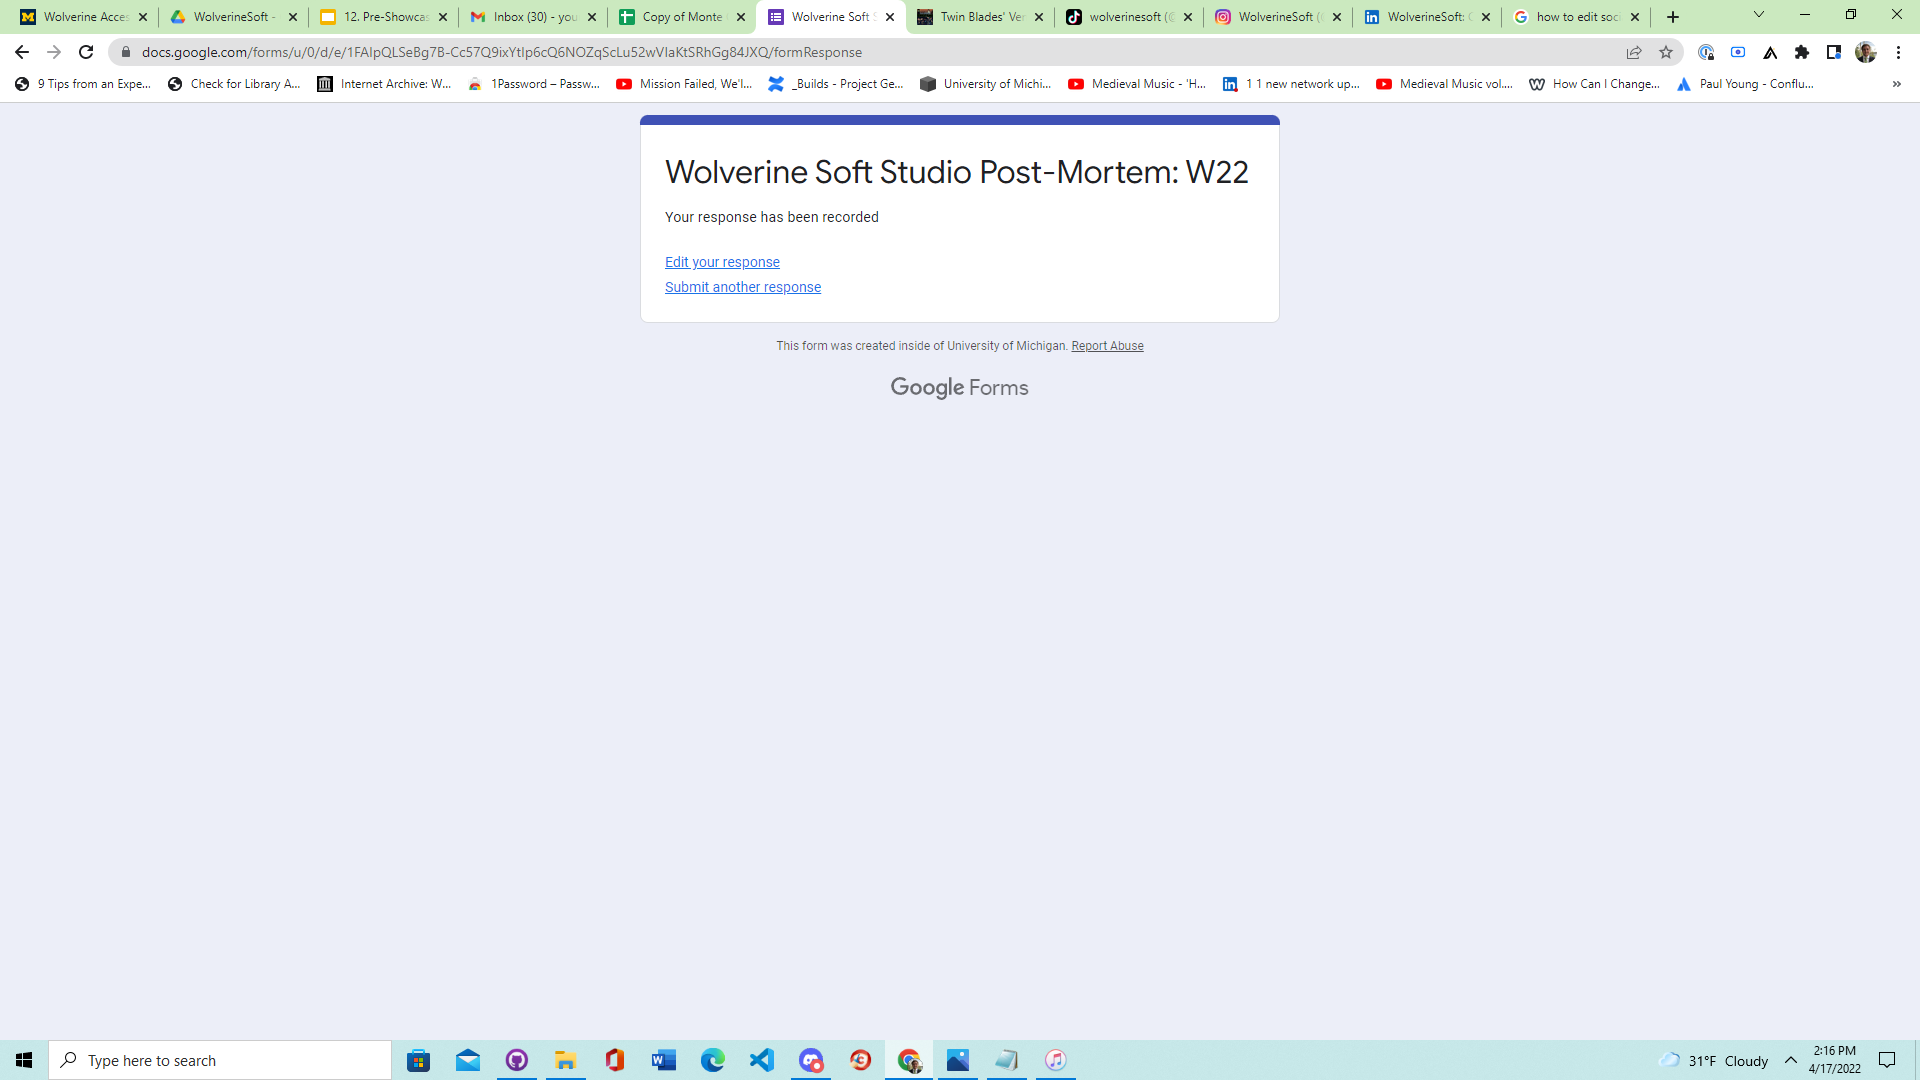 Wolverine Acces
WolverineSoft -
12. Pre-Showcas
Inbox (30) - you
Copy of Monte
Wolverine Soft S
Twin Blades' Ver
wolverinesoft (@
WolverineSoft (@
WolverineSoft:
how to edit soci
docs.google.com/forms/u/0/d/e/1FAIpQLSeBg7B-Cc57Q9ixYtIp6cQ6NOZqScLu52wVIaKtSRhGg84JXQ/formResponse
9 Tips from an Expe...
Check for Library A...
Internet Archive: W...
1Password – Passw...
Mission Failed, We'l...
_Builds - Project Ge...
University of Michi...
Medieval Music - 'H...
1 1 new network up...
Medieval Music vol....
How Can I Change...
Paul Young - Conflu...
»
Wolverine Soft Studio Post-Mortem: W22
Your response has been recorded
Edit your response
Submit another response
This form was created inside of University of Michigan. Report Abuse
Google Forms
Type here to search
31°F Cloudy
2:16 PM
4/17/2022